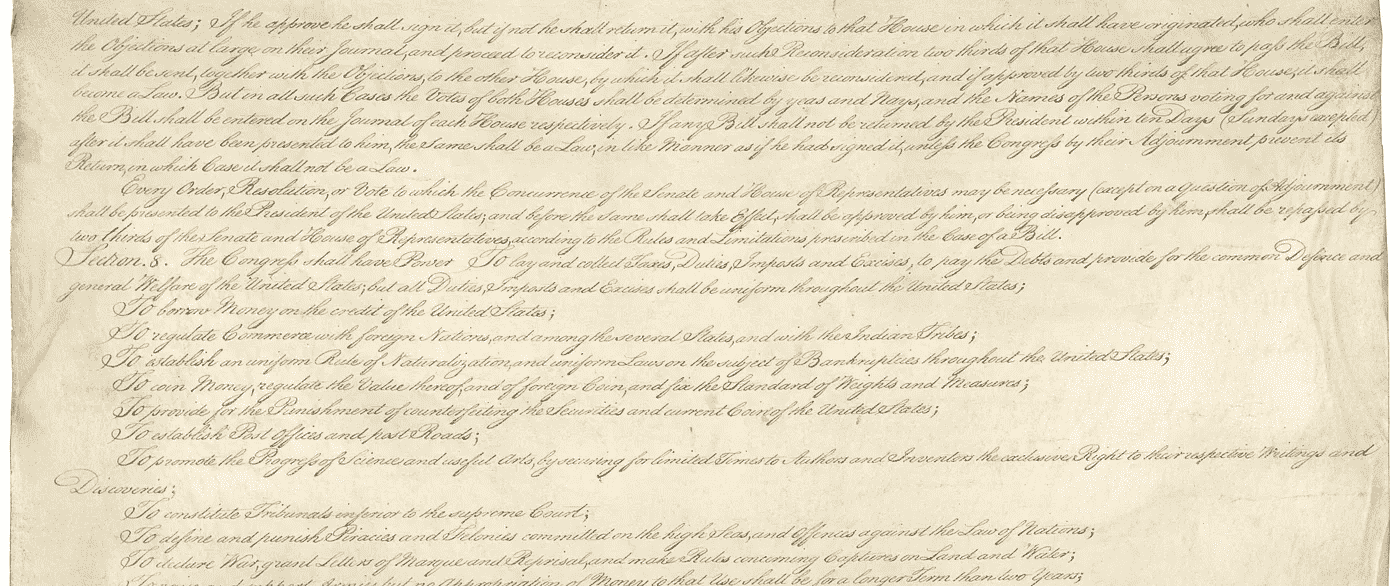 United States; If he approve he shall sign it, but if not he shall return it, with his Objections to that House in which it shall have originated, who shall enter
the Objections at large on their Journal, and proceed to reconsider it. If after such Reconsideration two thirds of that House shall agree to pass the Bill,
it shall be sent, together with the Objections, to the other House, by which it shall likewise be reconsidered, and if approved by two thirds of that House, it shall
become a Law. But in all such Cases the Votes of both Houses shall be determined by yeas and Nays, and the Names of the Persons voting for and against
the Bill shall be entered on the Journal of each House respectively. If any Bill shall not be returned by the President within ten Days (Sundays excepted)
after it shall have been presented to him, the Same shall be a Law, in like Manner as if he had signed it, unless the Congress by their Adjournment prevent its
Return, in which Case it shall not be a Law.
Every Order, Resolution, or Vote to which the Concurrence of the Senate and House of Representatives may be necessary (except on a question of Adjournment)
shall be presented to the President of the United States; and before the Same shall take Effect, shall be approved by him, or being disapproved by him, shall be repassed by
two thirds of the Senate and House of Representatives, according to the Rules and Limitations prescribed in the Case of a Bill.
Section. 8. The Congress shall have Power To lay and collect Taxes, Duties, Imposts and Excises, to pay the Debts and provide for the common Defence and
general Welfare of the United States; but all Duties, Imposts and Excises shall be uniform throughout the United States;
To borrow Money on the credit of the United States;
To regulate Commerce with foreign Nations, and among the several States, and with the Indian Tribes;
To establish an uniform Rule of Naturalization, and uniform Laws on the subject of Bankruptcies throughout the United States;
To coin Money, regulate the Value thereof, and of foreign Coin, and fix the Standard of Weights and Measures;
To provide for the Punishment of counterfeiting the Securities and current Coin of the United States;
To establish Post Offices and post Roads;
To promote the Progress of Science and useful Arts, by securing for limited Times to Authors and Inventors the exclusive Right to their respective Writings and
Discoveries;
To constitute Tribunals inferior to the supreme Court;
To define and punish Piracies and Felonies committed on the high Seas, and Offences against the Law of Nations;
To declare War, grant Letters of Marque and Reprisal, and make Rules concerning Captures on Land and Water;
To raise and support Armies, but no Appropriation of Money to that Use shall be for a longer Term than two Years;